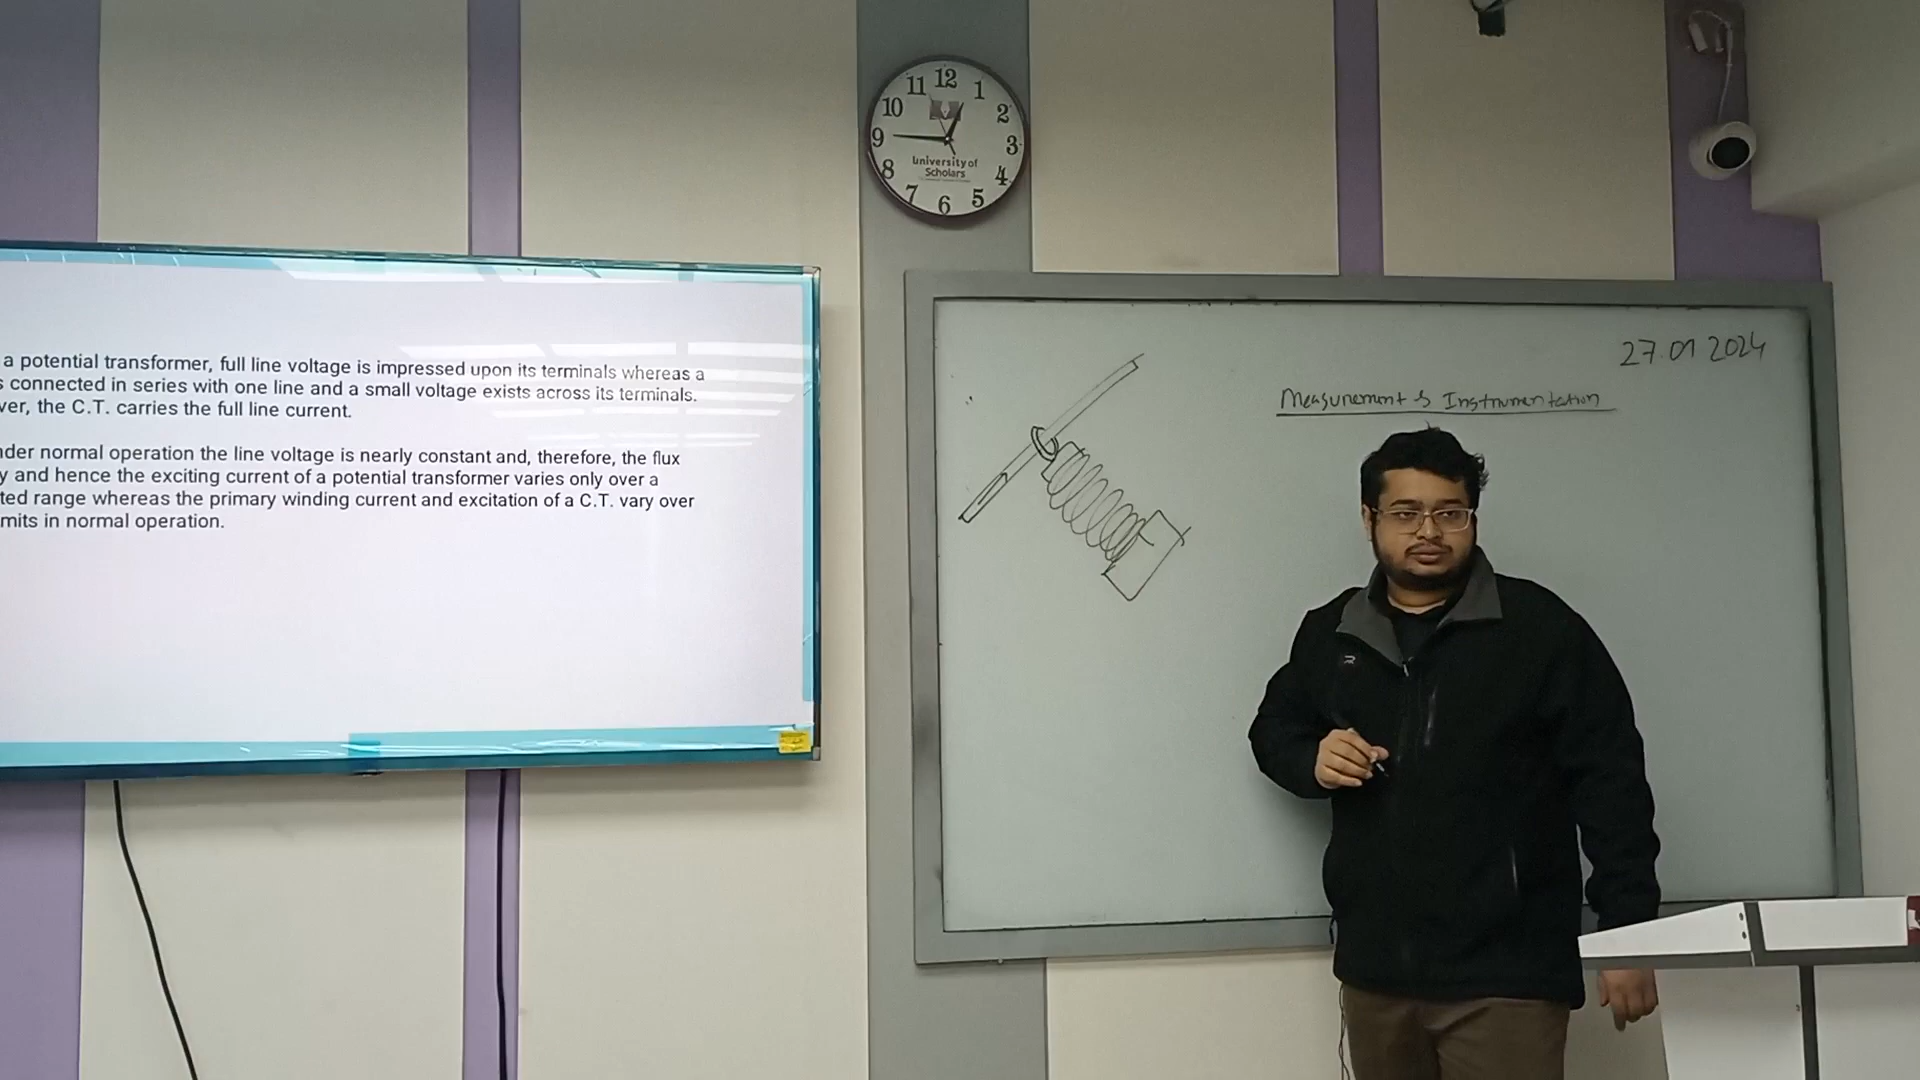 11 12 1
10 2
9 3
8 4
7 6 5
University of
Scholars
a potential transformer, full line voltage is impressed upon its terminals whereas a
s connected in series with one line and a small voltage exists across its terminals.
ver, the C.T. carries the full line current.
nder normal operation the line voltage is nearly constant and, therefore, the flux
y and hence the exciting current of a potential transformer varies only over a
ted range whereas the primary winding current and excitation of a C.T. vary over
mits in normal operation.
27.01 2024
Measurement & Instrumentation